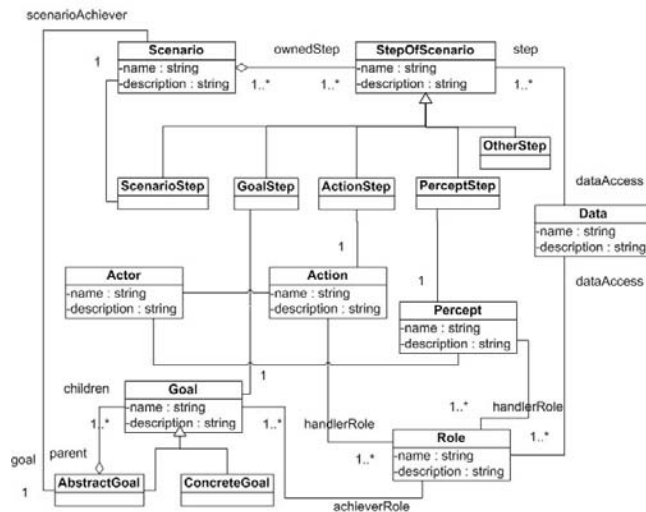 scenarioAchiever
Scenario
-name : string
-description : string
1
ownedStep
1..*
1..*
StepOfScenario
-name : string
-description : string
step
1..*
OtherStep
ScenarioStep
GoalStep
ActionStep
PerceptStep
dataAccess
Data
-name : string
-description : string
dataAccess
1
1
Actor
-name : string
-description : string
Action
-name : string
-description : string
Percept
-name : string
-description : string
1
children
Goal
-name : string
-description : string
1..*
1..*
handlerRole
1..*
1..*
handlerRole
1..*
Role
-name : string
-description : string
goal
parent
1
AbstractGoal
ConcreteGoal
achieverRole